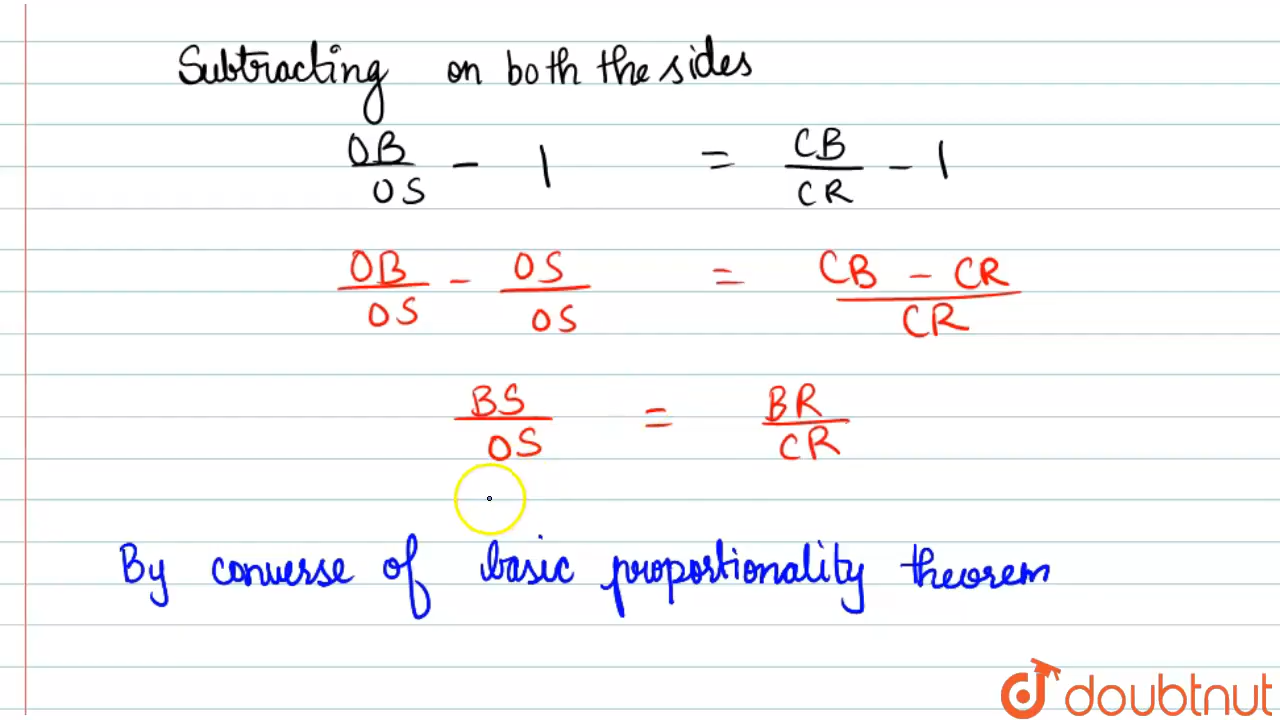 Subtracting on both the sides
OB/OS - 1 = CB/CR - 1
OB/OS - OS/OS = CB - CR/CR
BS/OS = BR/CR
By converse of basic proportionality theorem
doubtnut